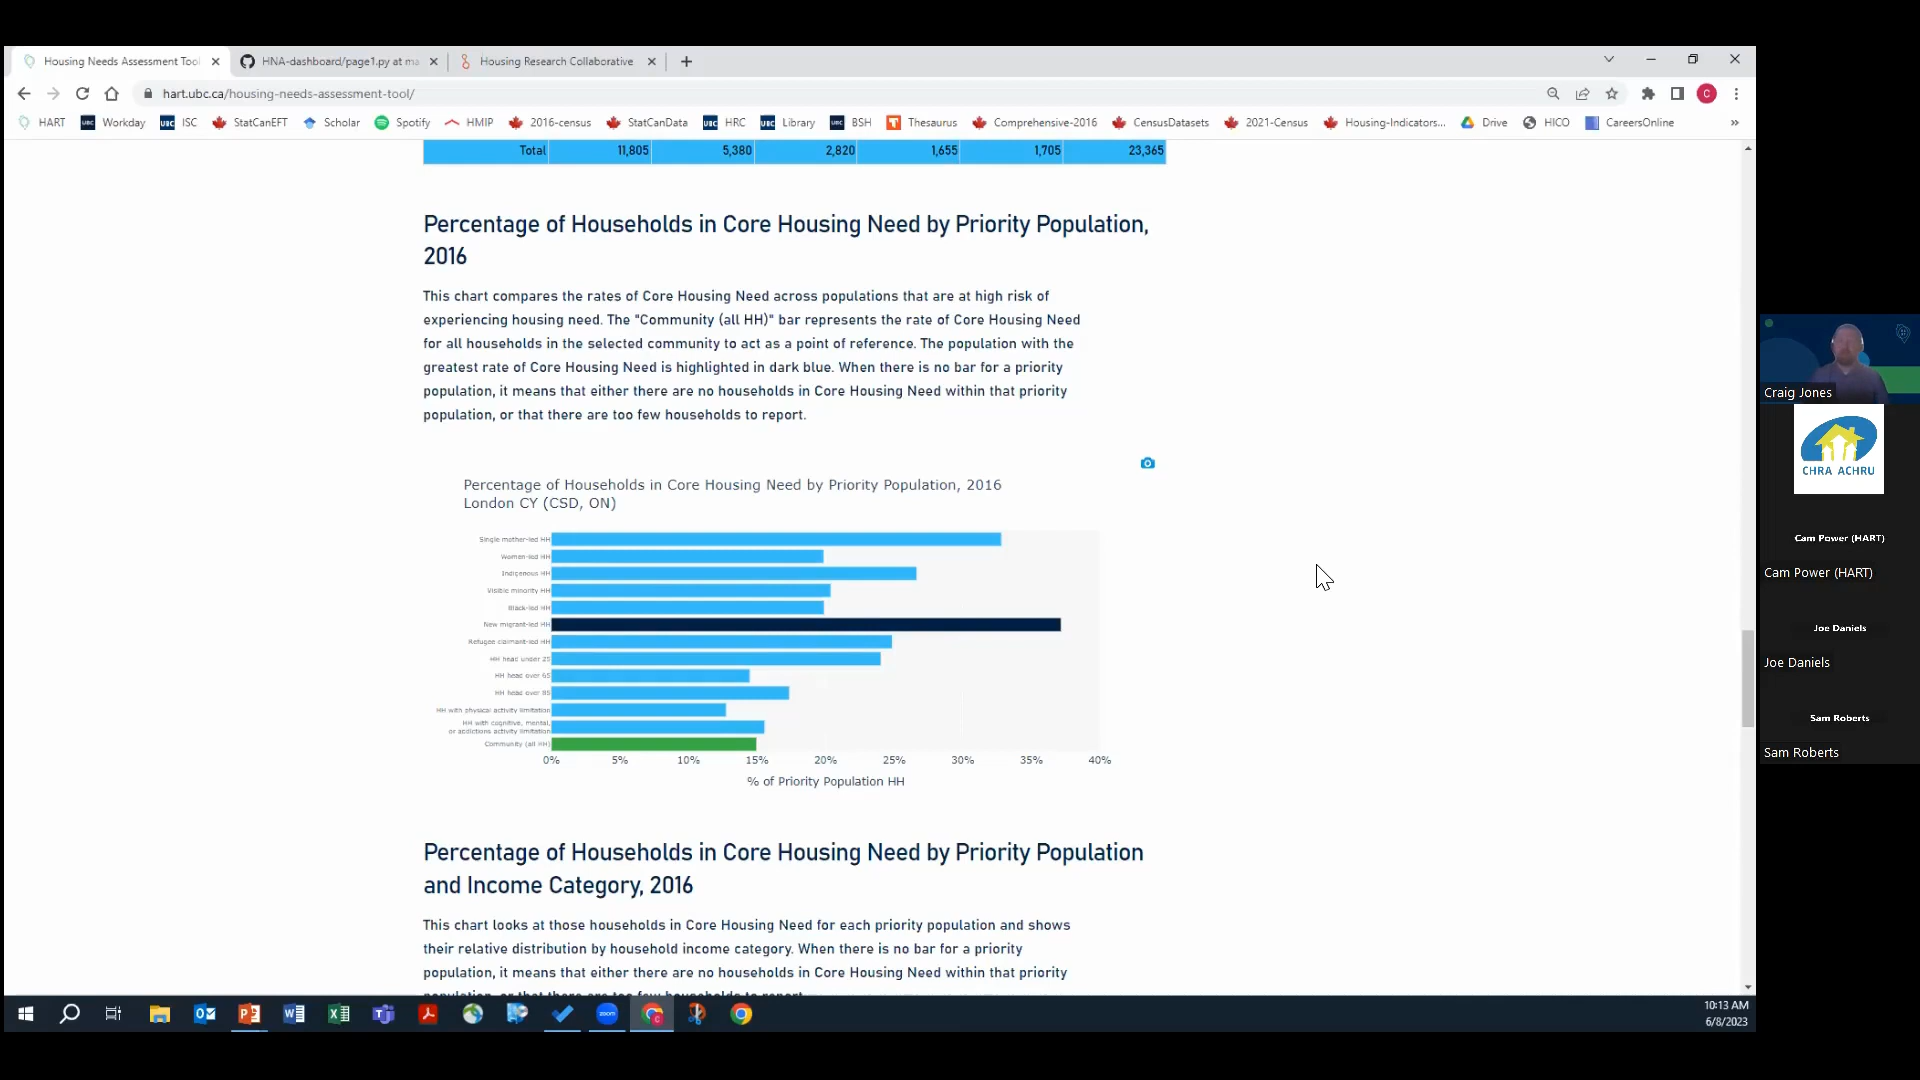 Housing Needs Assessment Tool
HNA-dashboard/page1.py at ma
Housing Research Collaborative
hart.ubc.ca/housing-needs-assessment-tool/
HART
UBC Workday
UBC ISC
StatCanEFT
Scholar
Spotify
HMIP
2016-census
StatCanData
UBC HRC
UBC Library
UBC BSH
Thesaurus
Comprehensive-2016
CensusDatasets
2021-Census
Housing-Indicators...
Drive
HICO
CareersOnline
Total 11,805 5,380 2,820 1,655 1,705 23,365
Percentage of Households in Core Housing Need by Priority Population,
2016
This chart compares the rates of Core Housing Need across populations that are at high risk of
experiencing housing need. The "Community (all HH)" bar represents the rate of Core Housing Need
for all households in the selected community to act as a point of reference. The population with the
greatest rate of Core Housing Need is highlighted in dark blue. When there is no bar for a priority
population, it means that either there are no households in Core Housing Need within that priority
population, or that there are too few households to report.
Percentage of Households in Core Housing Need by Priority Population, 2016
London CY (CSD, ON)
Single mother-led HH
Women-led HH
Indigenous HH
Visible minority HH
Black-led HH
New migrant-led HH
Refugee claimant-led HH
HH head under 25
HH head over 65
HH head over 85
HH with physical activity limitation
HH with cognitive, mental,
or addictions activity limitation
Community (all HH)
0% 5% 10% 15% 20% 25% 30% 35% 40%
% of Priority Population HH
Percentage of Households in Core Housing Need by Priority Population
and Income Category, 2016
This chart looks at those households in Core Housing Need for each priority population and shows
their relative distribution by household income category. When there is no bar for a priority
population, it means that either there are no households in Core Housing Need within that priority
population, or that there are too few households to report.
10:13 AM
6/8/2023
Craig Jones
CHRA ACHRU
Cam Power (HART)
Cam Power (HART)
Joe Daniels
Joe Daniels
Sam Roberts
Sam Roberts
zoom